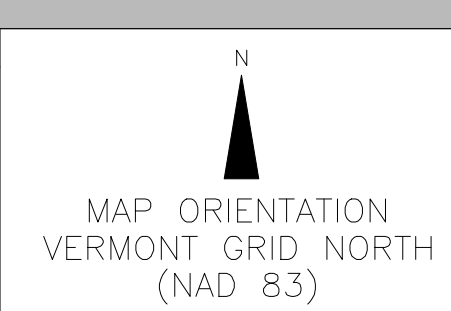 N
MAP ORIENTATION
VERMONT GRID NORTH
(NAD 83)